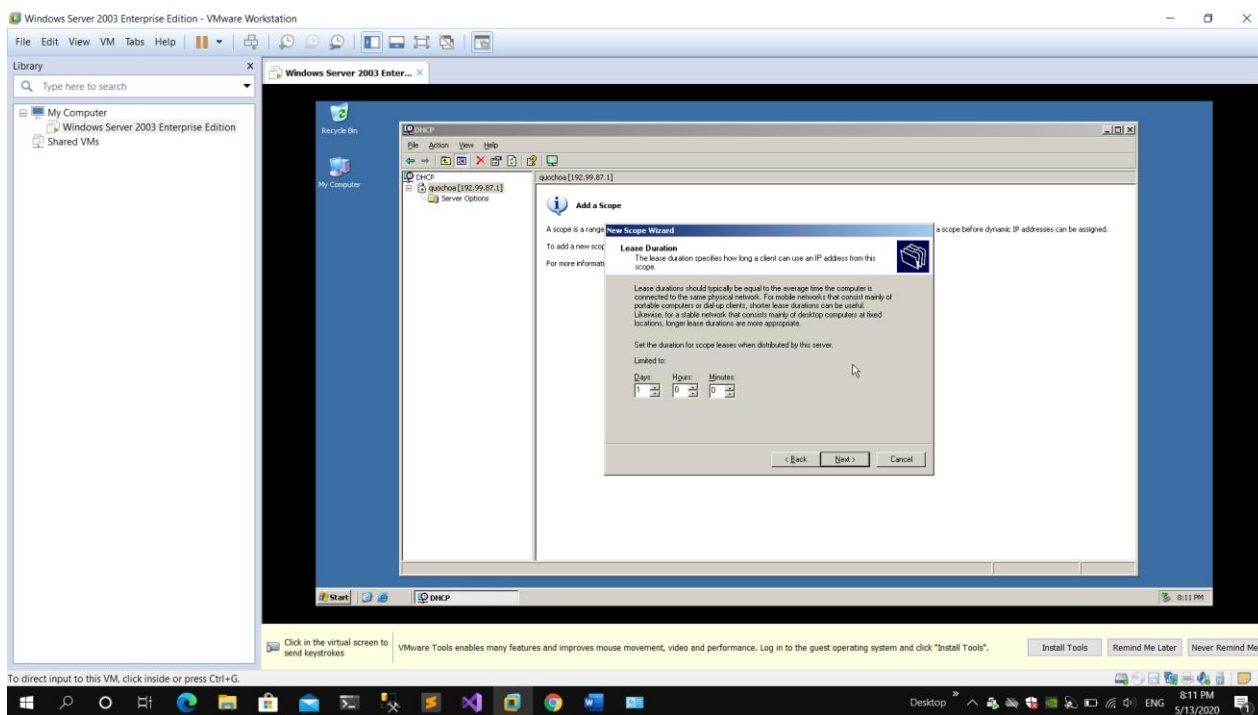 Windows Server 2003 Enterprise Edition - VMware Workstation
File Edit View VM Tabs Help
Library
Type here to search
My Computer
Windows Server 2003 Enterprise Edition
Shared VMs
Windows Server 2003 Enter...
Recycle Bin
My Computer
DHCP
File Action View Help
DHCP
quochoa [192.99.87.1]
Server Options
quochoa [192.99.87.1]
Add a Scope
A scope is a range
a scope before dynamic IP addresses can be assigned.
To add a new scop
For more informati
New Scope Wizard
Lease Duration
The lease duration specifies how long a client can use an IP address from this
scope.
Lease durations should typically be equal to the average time the computer is
connected to the same physical network. For mobile networks that consist mainly of
portable computers or dial-up clients, shorter lease durations can be useful.
Likewise, for a stable network that consists mainly of desktop computers at fixed
locations, longer lease durations are more appropriate.
Set the duration for scope leases when distributed by this server.
Limited to:
Days: Hours: Minutes:
1 0 0
< Back Next > Cancel
Start DHCP 8:11 PM
Click in the virtual screen to
send keystrokes
VMware Tools enables many features and improves mouse movement, video and performance. Log in to the guest operating system and click "Install Tools".
Install Tools Remind Me Later Never Remind Me
To direct input to this VM, click inside or press Ctrl+G.
Desktop ENG
8:11 PM
5/13/2020